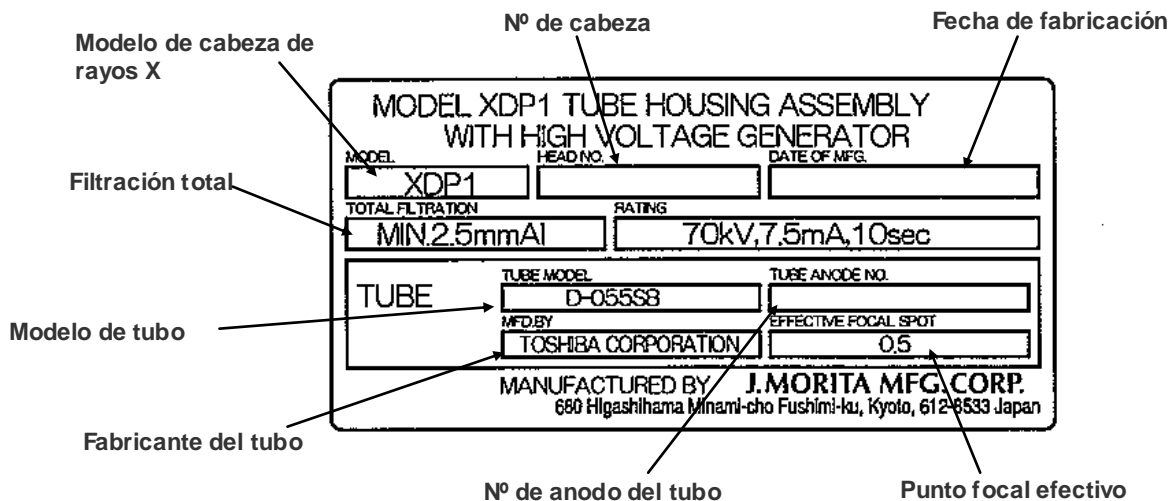 Nº de cabeza
Fecha de fabricación
Modelo de cabeza de
rayos X
MODEL XDP1 TUBE HOUSING ASSEMBLY
WITH HIGH VOLTAGE GENERATOR
MODEL HEAD NO. DATE OF MFG.
XDP1
Filtración total
TOTAL FILTRATION RATING
MIN.2.5mmAl 70kV,7.5mA,10sec
TUBE
TUBE MODEL TUBE ANODE NO.
D-055SB
Modelo de tubo
MFD.BY EFFECTIVE FOCAL SPOT
TOSHIBA CORPORATION 0.5
MANUFACTURED BY J.MORITA MFG.CORP.
680 Higashihama Minami-cho Fushimi-ku, Kyoto, 612-8533 Japan
Fabricante del tubo
Nº de anodo del tubo
Punto focal efectivo